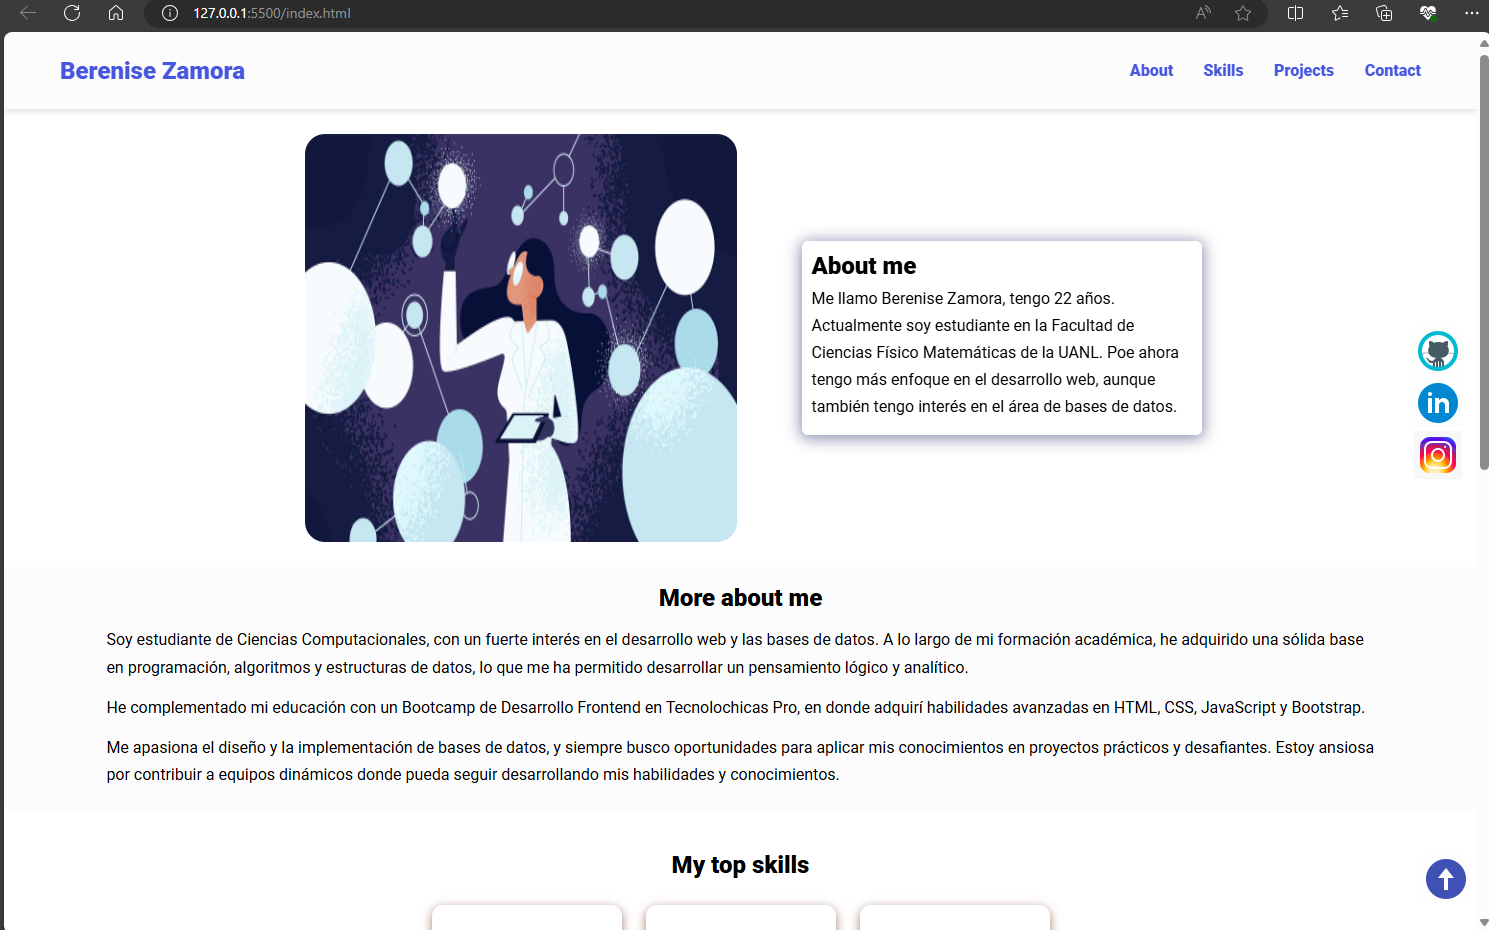 127.0.0.1:5500/index.html
Berenise Zamora
About Skills Projects Contact
About me
Me llamo Berenise Zamora, tengo 22 años.
Actualmente soy estudiante en la Facultad de
Ciencias Físico Matemáticas de la UANL. Poe ahora
tengo más enfoque en el desarrollo web, aunque
también tengo interés en el área de bases de datos.
in
More about me
Soy estudiante de Ciencias Computacionales, con un fuerte interés en el desarrollo web y las bases de datos. A lo largo de mi formación académica, he adquirido una sólida base
en programación, algoritmos y estructuras de datos, lo que me ha permitido desarrollar un pensamiento lógico y analítico.
He complementado mi educación con un Bootcamp de Desarrollo Frontend en Tecnolochicas Pro, en donde adquirí habilidades avanzadas en HTML, CSS, JavaScript y Bootstrap.
Me apasiona el diseño y la implementación de bases de datos, y siempre busco oportunidades para aplicar mis conocimientos en proyectos prácticos y desafiantes. Estoy ansiosa
por contribuir a equipos dinámicos donde pueda seguir desarrollando mis habilidades y conocimientos.
My top skills